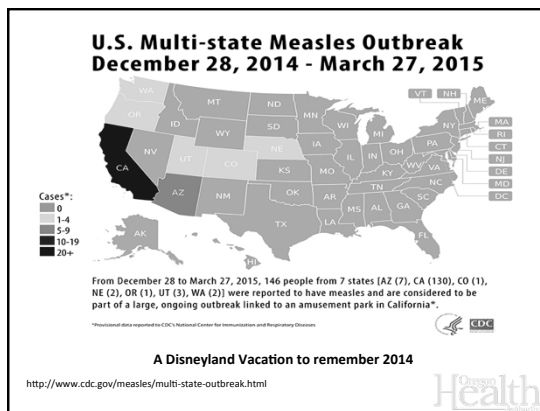 U.S. Multi-state Measles Outbreak
December 28, 2014 - March 27, 2015
WA
OR
CA
NV
ID
MT
WY
UT
CO
AZ
NM
ND
SD
NE
KS
OK
TX
MN
IA
MO
AR
LA
WI
IL
MI
IN
OH
KY
TN
MS
AL
GA
FL
SC
NC
VA
WV
PA
NY
ME
VT
NH
MA
RI
CT
NJ
DE
MD
DC
AK
HI
Cases*:
0
1-4
5-9
10-19
20+
From December 28 to March 27, 2015, 146 people from 7 states [AZ (7), CA (130), CO (1),
NE (2), OR (1), UT (3), WA (2)] were reported to have measles and are considered to be
part of a large, ongoing outbreak linked to an amusement park in California*.
*Provisional data reported to CDC's National Center for Immunization and Respiratory Diseases
CDC
A Disneyland Vacation to remember 2014
http://www.cdc.gov/measles/multi-state-outbreak.html
Oregon
Health